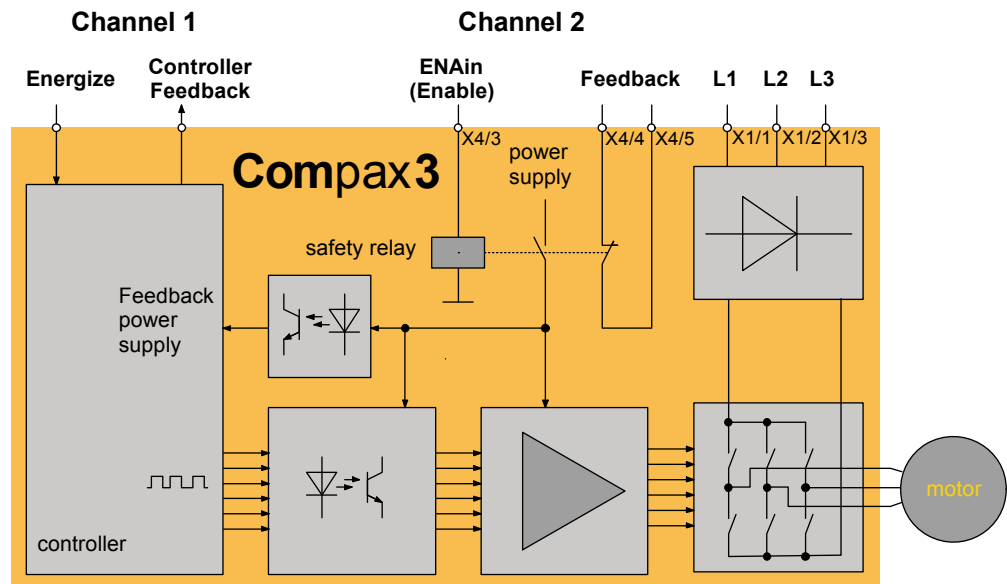 Channel 1
Channel 2
Energize
Controller
Feedback
ENAin
(Enable)
Feedback
L1
L2
L3
X4/3
X4/4
X4/5
X1/1
X1/2
X1/3
Compax3
power
supply
safety relay
Feedback
power
supply
controller
motor